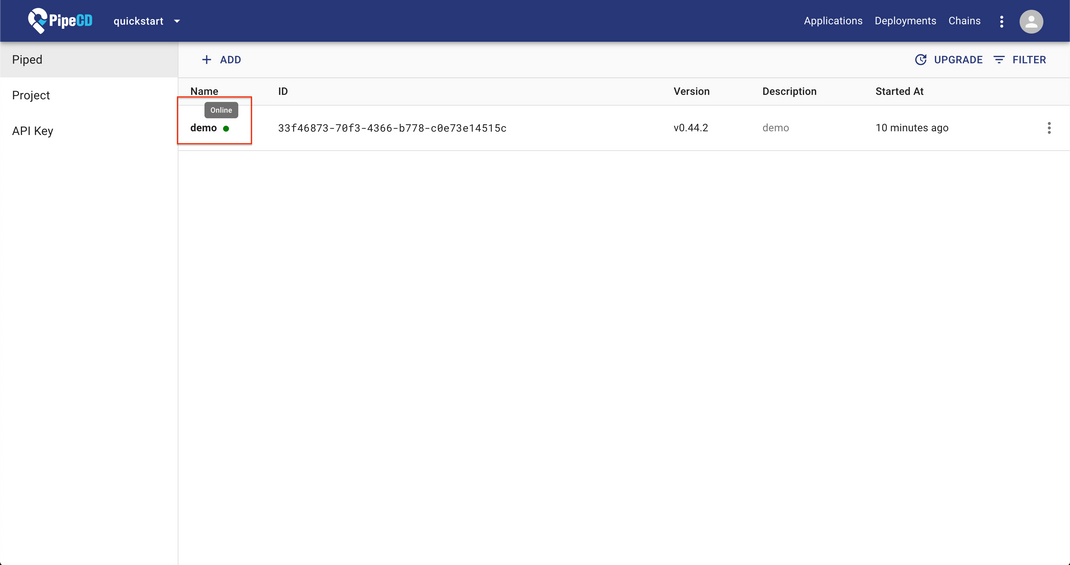 PipeCD quickstart Applications Deployments Chains
Piped
Project
API Key
+ ADD UPGRADE FILTER
Name ID Version Description Started At
Online
demo 33f46873-70f3-4366-b778-c0e73e14515c v0.44.2 demo 10 minutes ago